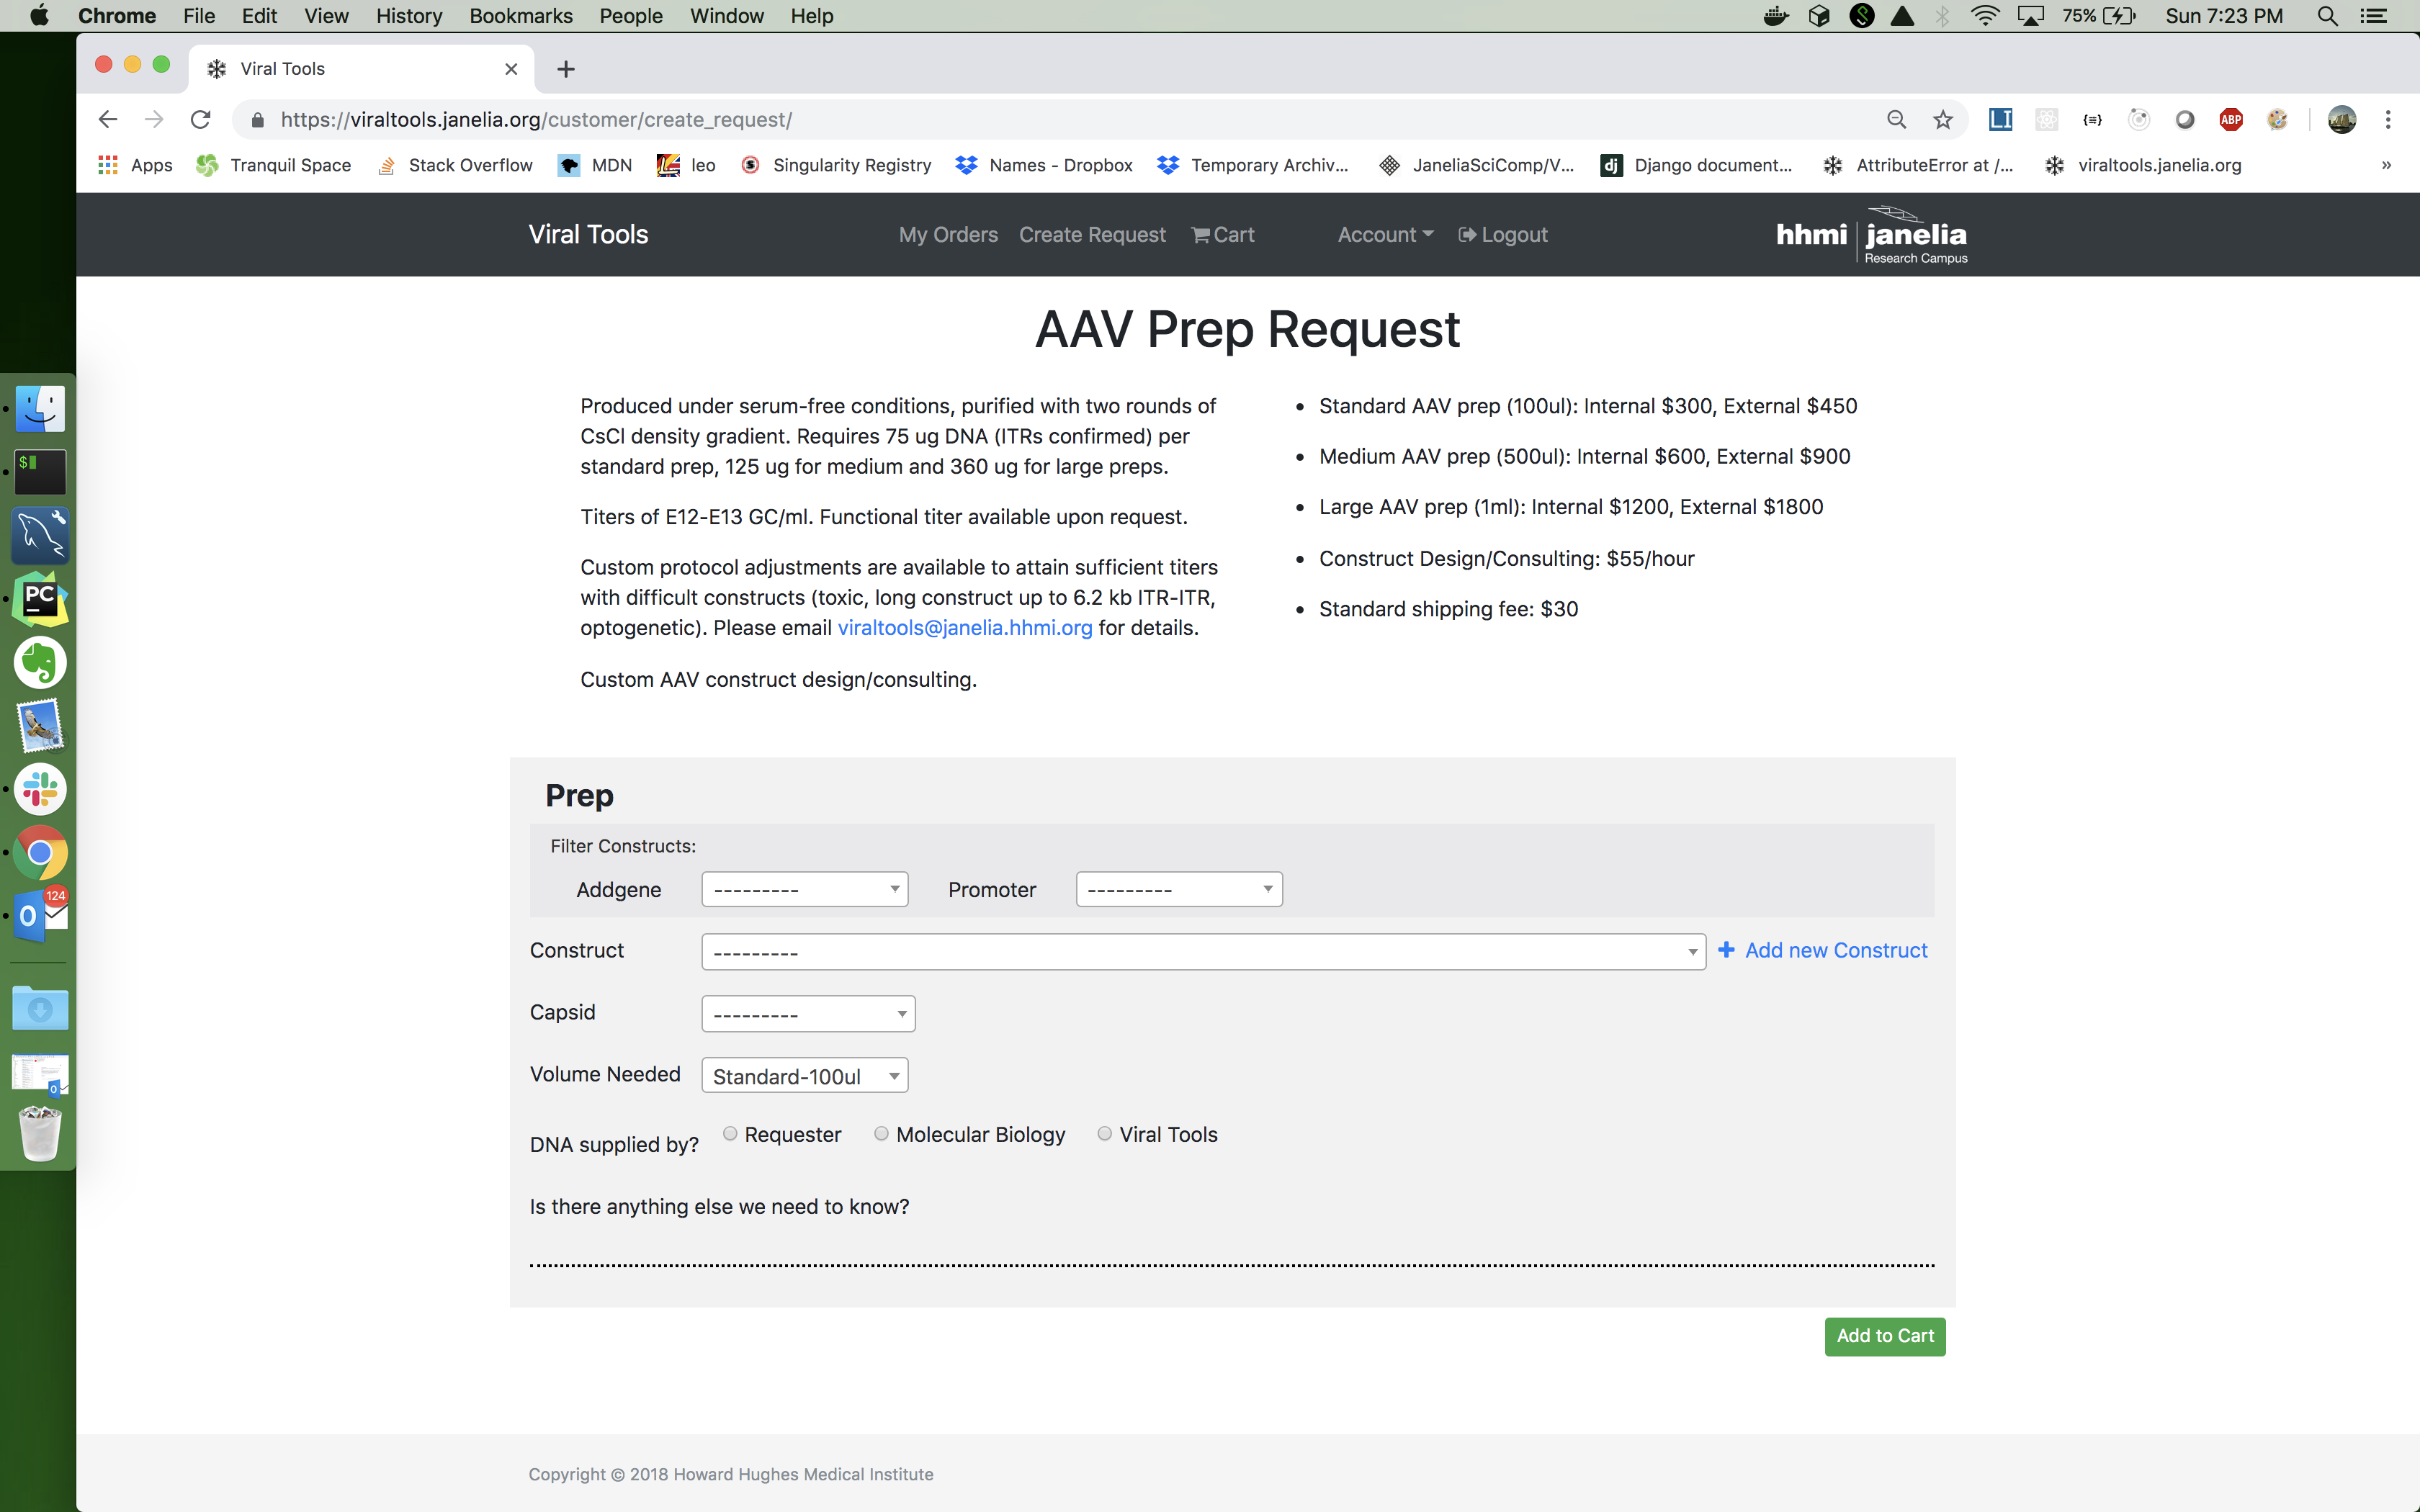 Chrome File Edit View History Bookmarks People Window Help 75% Sun 7:23 PM
Viral Tools
https://viraltools.janelia.org/customer/create_request/
LI {≡} ABP
Apps Tranquil Space Stack Overflow MDN leo Singularity Registry Names - Dropbox Temporary Archiv... JaneliaSciComp/V... dj Django document... AttributeError at /... viraltools.janelia.org »
Viral Tools My Orders Create Request Cart Account Logout hhmi janelia
Research Campus
AAV Prep Request
Produced under serum-free conditions, purified with two rounds of
CsCl density gradient. Requires 75 ug DNA (ITRs confirmed) per
standard prep, 125 ug for medium and 360 ug for large preps.
Titers of E12-E13 GC/ml. Functional titer available upon request.
Custom protocol adjustments are available to attain sufficient titers
with difficult constructs (toxic, long construct up to 6.2 kb ITR-ITR,
optogenetic). Please email viraltools@janelia.hhmi.org for details.
Custom AAV construct design/consulting.
• Standard AAV prep (100ul): Internal $300, External $450
• Medium AAV prep (500ul): Internal $600, External $900
• Large AAV prep (1ml): Internal $1200, External $1800
• Construct Design/Consulting: $55/hour
• Standard shipping fee: $30
$
PC
124
O
Prep
Filter Constructs:
Addgene --------- Promoter ---------
Construct --------- + Add new Construct
Capsid ---------
Volume Needed Standard-100ul
DNA supplied by? Requester Molecular Biology Viral Tools
Is there anything else we need to know?
Add to Cart
Copyright © 2018 Howard Hughes Medical Institute